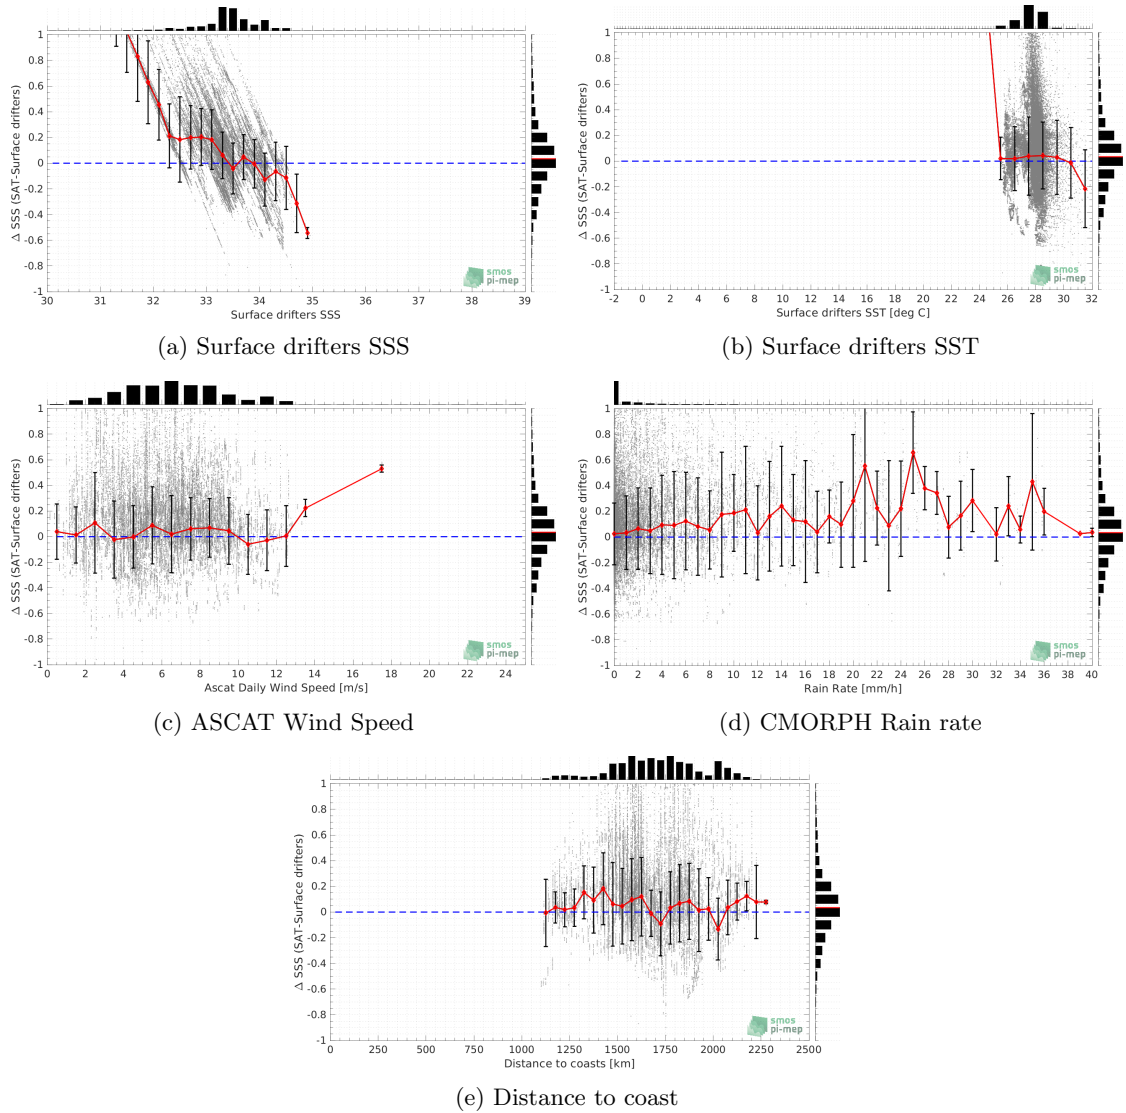 1
0.8
0.6
0.4
0.2
0
-0.2
-0.4
-0.6
-0.8
-1
Δ SSS (SAT-Surface drifters)
30 31 32 33 34 35 36 37 38 39
Surface drifters SSS
smos
pi-mep
(a) Surface drifters SSS
1
0.8
0.6
0.4
0.2
0
-0.2
-0.4
-0.6
-0.8
-1
Δ SSS (SAT-Surface drifters)
-2 0 2 4 6 8 10 12 14 16 18 20 22 24 26 28 30 32
Surface drifters SST [deg C]
smos
pi-mep
(b) Surface drifters SST
1
0.8
0.6
0.4
0.2
0
-0.2
-0.4
-0.6
-0.8
-1
Δ SSS (SAT-Surface drifters)
0 2 4 6 8 10 12 14 16 18 20 22 24
Ascat Daily Wind Speed [m/s]
smos
pi-mep
(c) ASCAT Wind Speed
1
0.8
0.6
0.4
0.2
0
-0.2
-0.4
-0.6
-0.8
-1
Δ SSS (SAT-Surface drifters)
0 2 4 6 8 10 12 14 16 18 20 22 24 26 28 30 32 34 36 38 40
Rain Rate [mm/h]
smos
pi-mep
(d) CMORPH Rain rate
1
0.8
0.6
0.4
0.2
0
-0.2
-0.4
-0.6
-0.8
-1
Δ SSS (SAT-Surface drifters)
0 250 500 750 1000 1250 1500 1750 2000 2250 2500
Distance to coasts [km]
smos
pi-mep
(e) Distance to coast